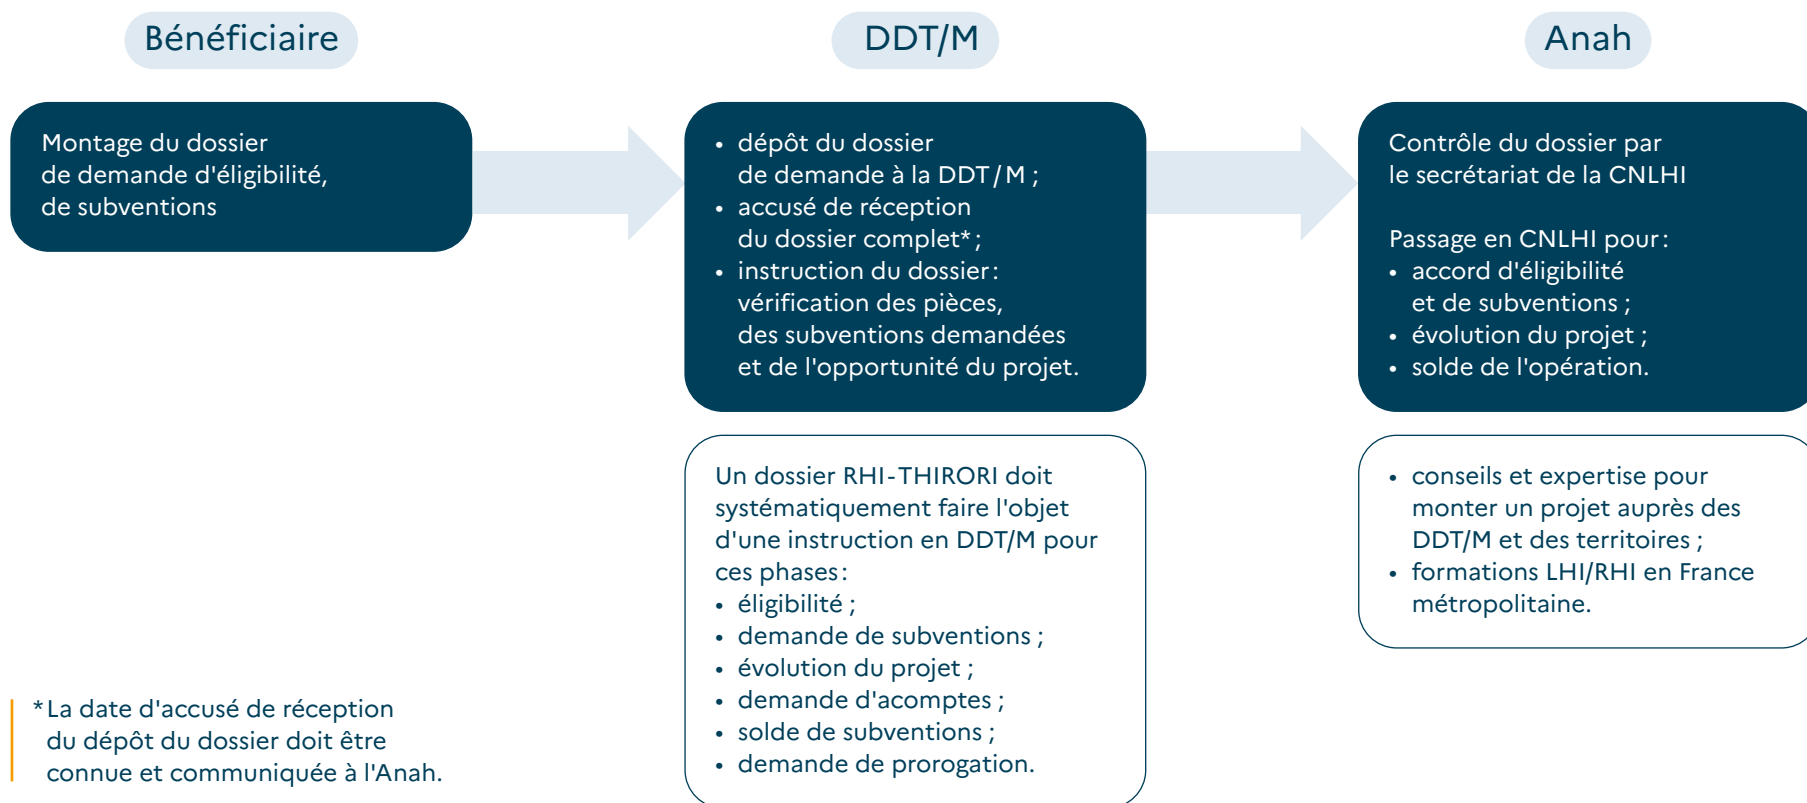 Bénéficiaire
DDT/M
Anah
Montage du dossier
de demande d'éligibilité,
de subventions
• dépôt du dossier
de demande à la DDT/M ;
• accusé de réception
du dossier complet* ;
• instruction du dossier :
vérification des pièces,
des subventions demandées
et de l'opportunité du projet.
Contrôle du dossier par
le secrétariat de la CNLHI
Passage en CNLHI pour :
• accord d'éligibilité
et de subventions ;
• évolution du projet ;
• solde de l'opération.
Un dossier RHI-THIRORI doit
systématiquement faire l'objet
d'une instruction en DDT/M pour
ces phases :
• éligibilité ;
• demande de subventions ;
• évolution du projet ;
• demande d'acomptes ;
• solde de subventions ;
• demande de prorogation.
• conseils et expertise pour
monter un projet auprès des
DDT/M et des territoires ;
• formations LHI/RHI en France
métropolitaine.
*La date d'accusé de réception
du dépôt du dossier doit être
connue et communiquée à l'Anah.